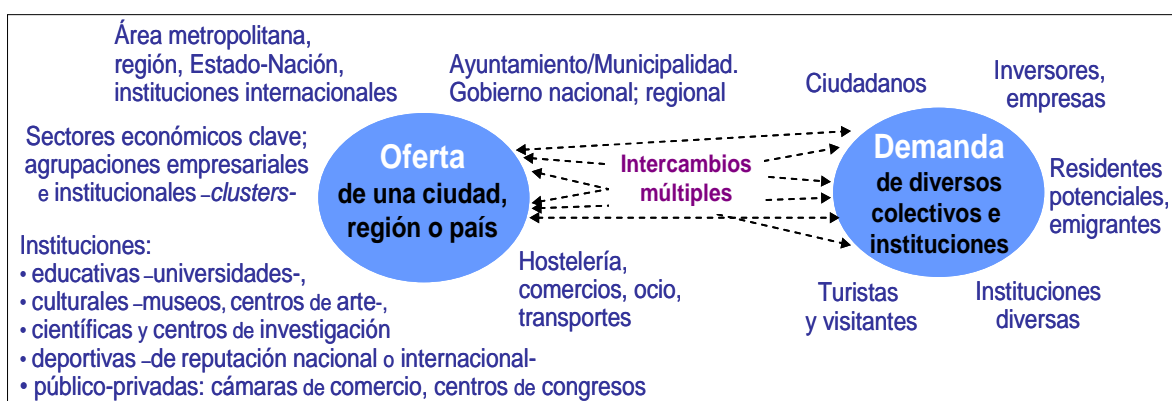 Área metropolitana,
región, Estado-Nación,
instituciones internacionales
Ayuntamiento/Municipalidad.
Gobierno nacional; regional
Ciudadanos
Inversores,
empresas
Sectores económicos clave;
agrupaciones empresariales
e institucionales –clusters-
Oferta
de una ciudad,
región o país
Intercambios
múltiples
Demanda
de diversos
colectivos e
instituciones
Residentes
potenciales,
emigrantes
Instituciones:
• educativas –universidades-,
• culturales –museos, centros de arte-,
• científicas y centros de investigación
• deportivas –de reputación nacional o internacional-
• público-privadas: cámaras de comercio, centros de congresos
Hostelería,
comercios, ocio,
transportes
Turistas
y visitantes
Instituciones
diversas